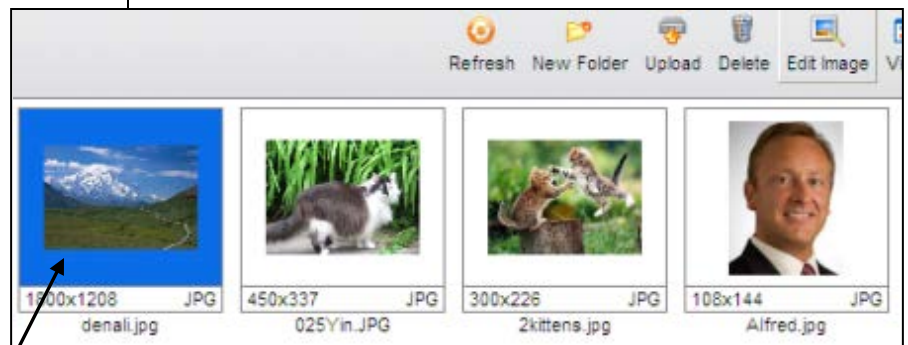 Refresh New Folder Upload Delete Edit Image
1800x1208 JPG 450x337 JPG 300x226 JPG 108x144 JPG
denali.jpg 025Yin.JPG 2kittens.jpg Alfred.jpg